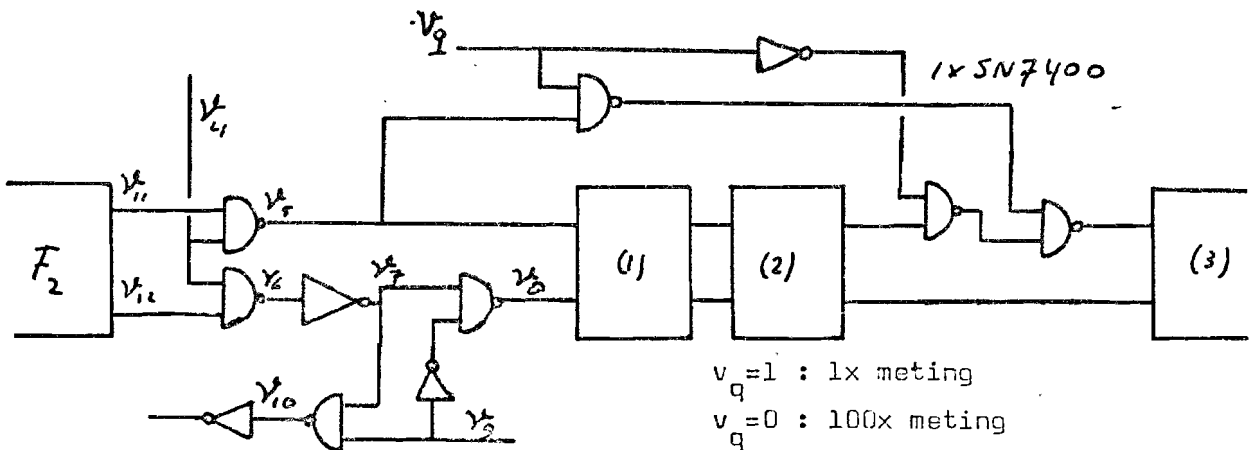 v_q
1x SN7400
v_4
v_11
v_5
F_2
(1)
(2)
(3)
v_12
v_6
v_7
v_8
v_10
v_9
v_q=1 : 1x meting
v_q=0 : 100x meting